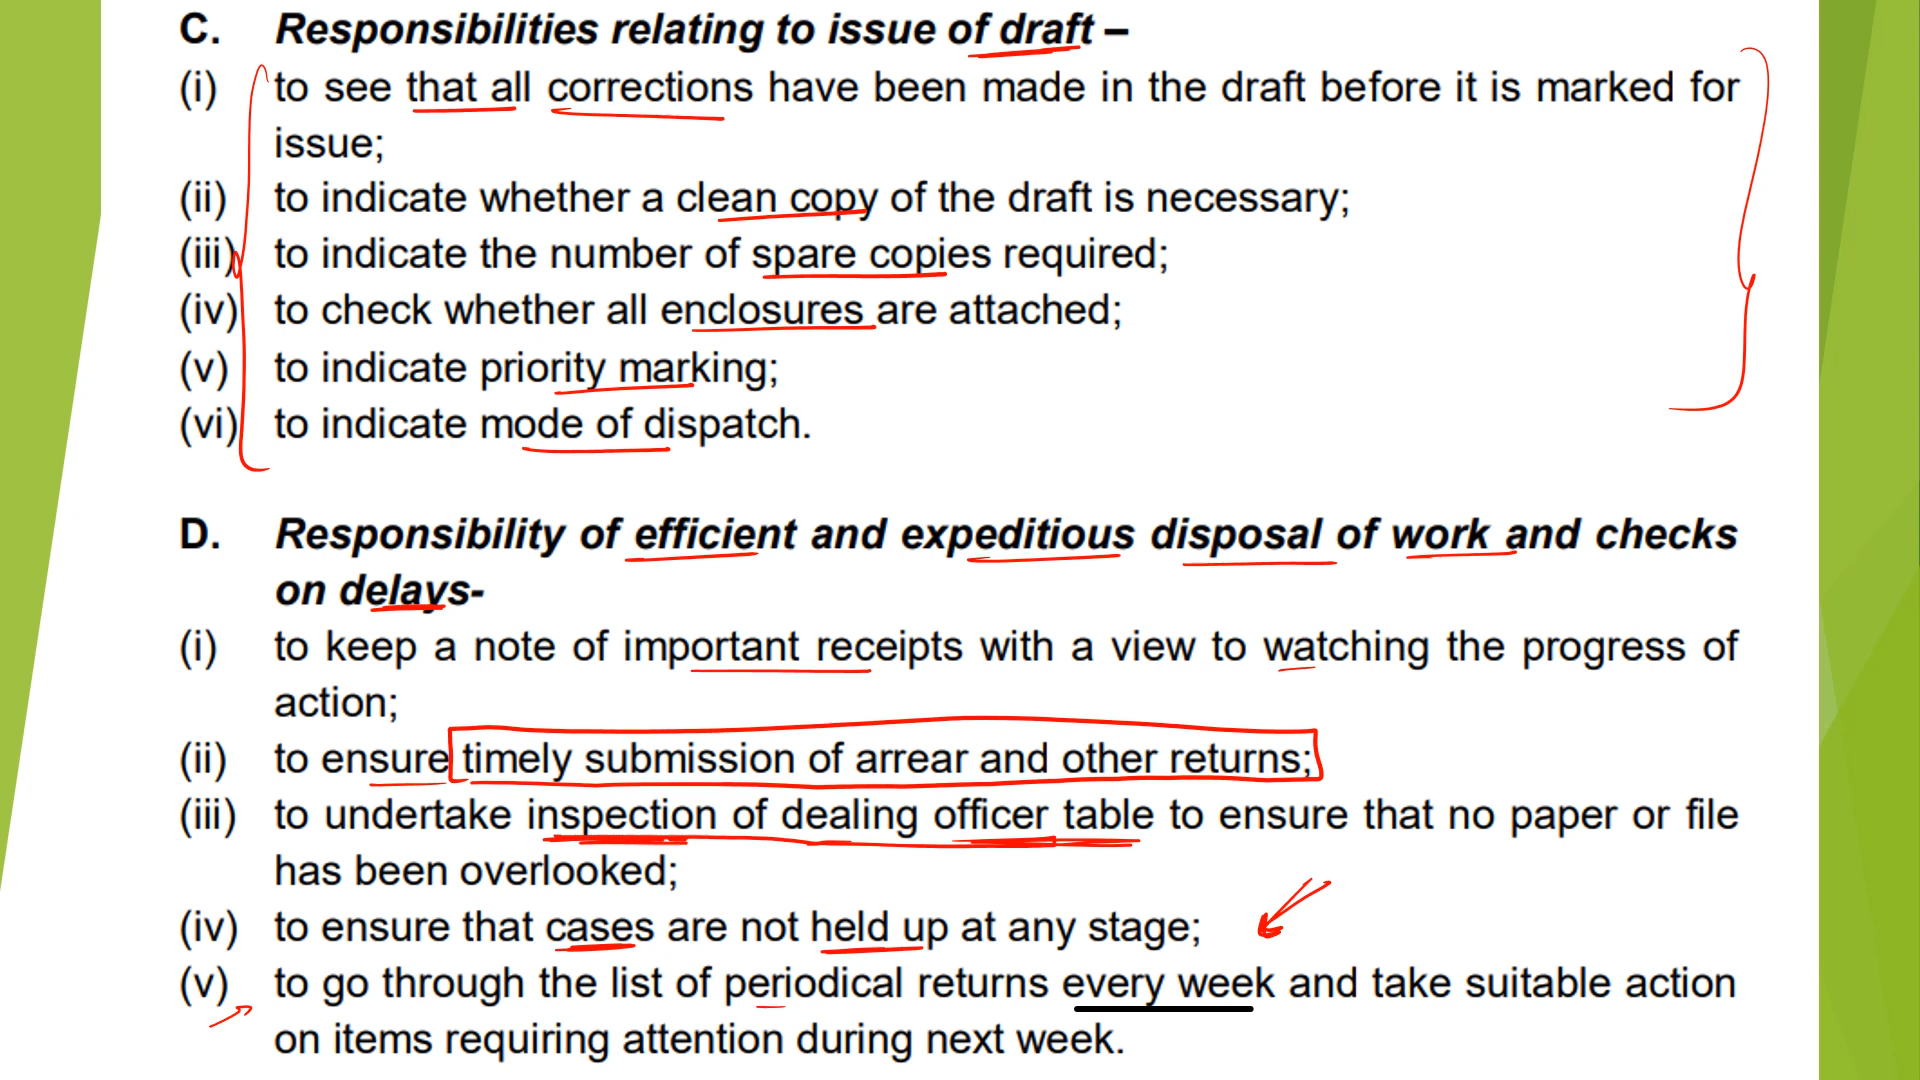 C. Responsibilities relating to issue of draft –
(i) to see that all corrections have been made in the draft before it is marked for
issue;
(ii) to indicate whether a clean copy of the draft is necessary;
(iii) to indicate the number of spare copies required;
(iv) to check whether all enclosures are attached;
(v) to indicate priority marking;
(vi) to indicate mode of dispatch.
D. Responsibility of efficient and expeditious disposal of work and checks
on delays-
(i) to keep a note of important receipts with a view to watching the progress of
action;
(ii) to ensure timely submission of arrear and other returns;
(iii) to undertake inspection of dealing officer table to ensure that no paper or file
has been overlooked;
(iv) to ensure that cases are not held up at any stage;
(v) to go through the list of periodical returns every week and take suitable action
on items requiring attention during next week.